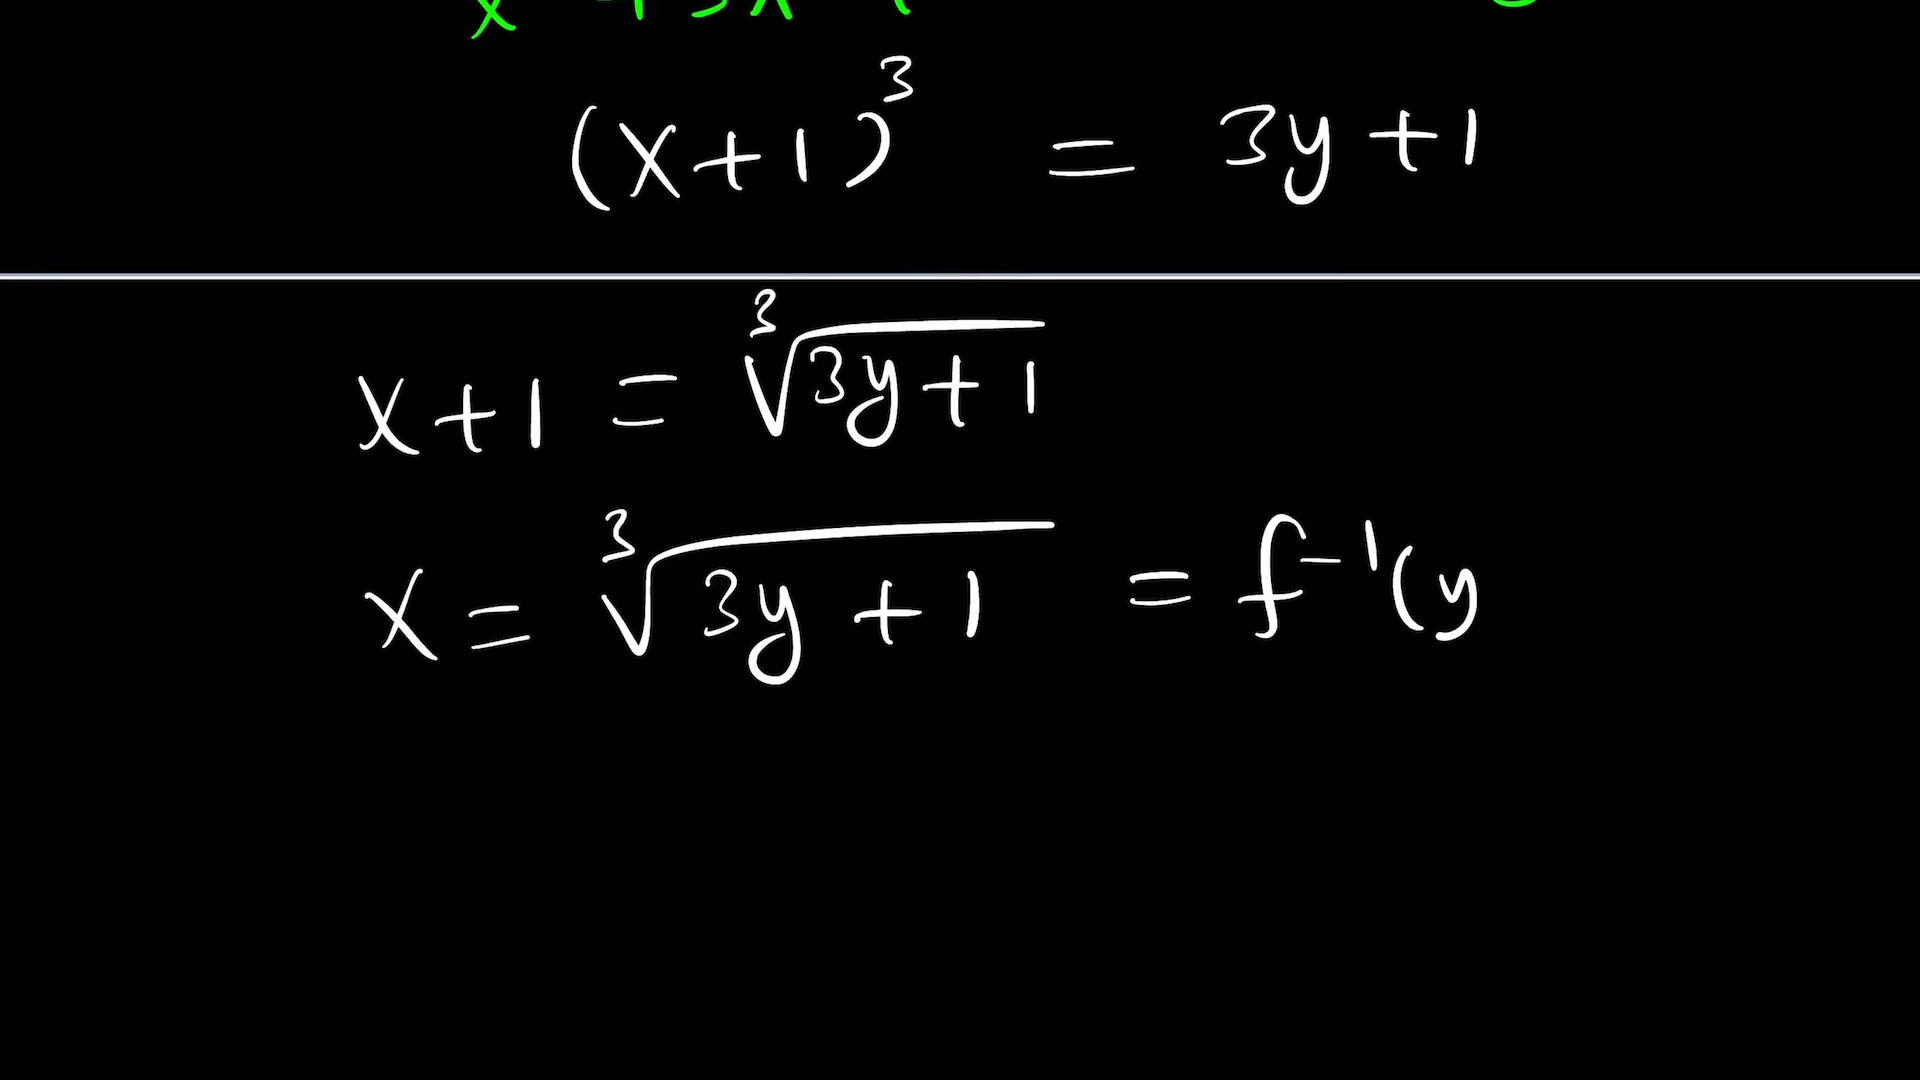 (x+1)³ = 3y+1
x+1 = ∛(3y+1)
x = ∛(3y+1) = f⁻¹(y